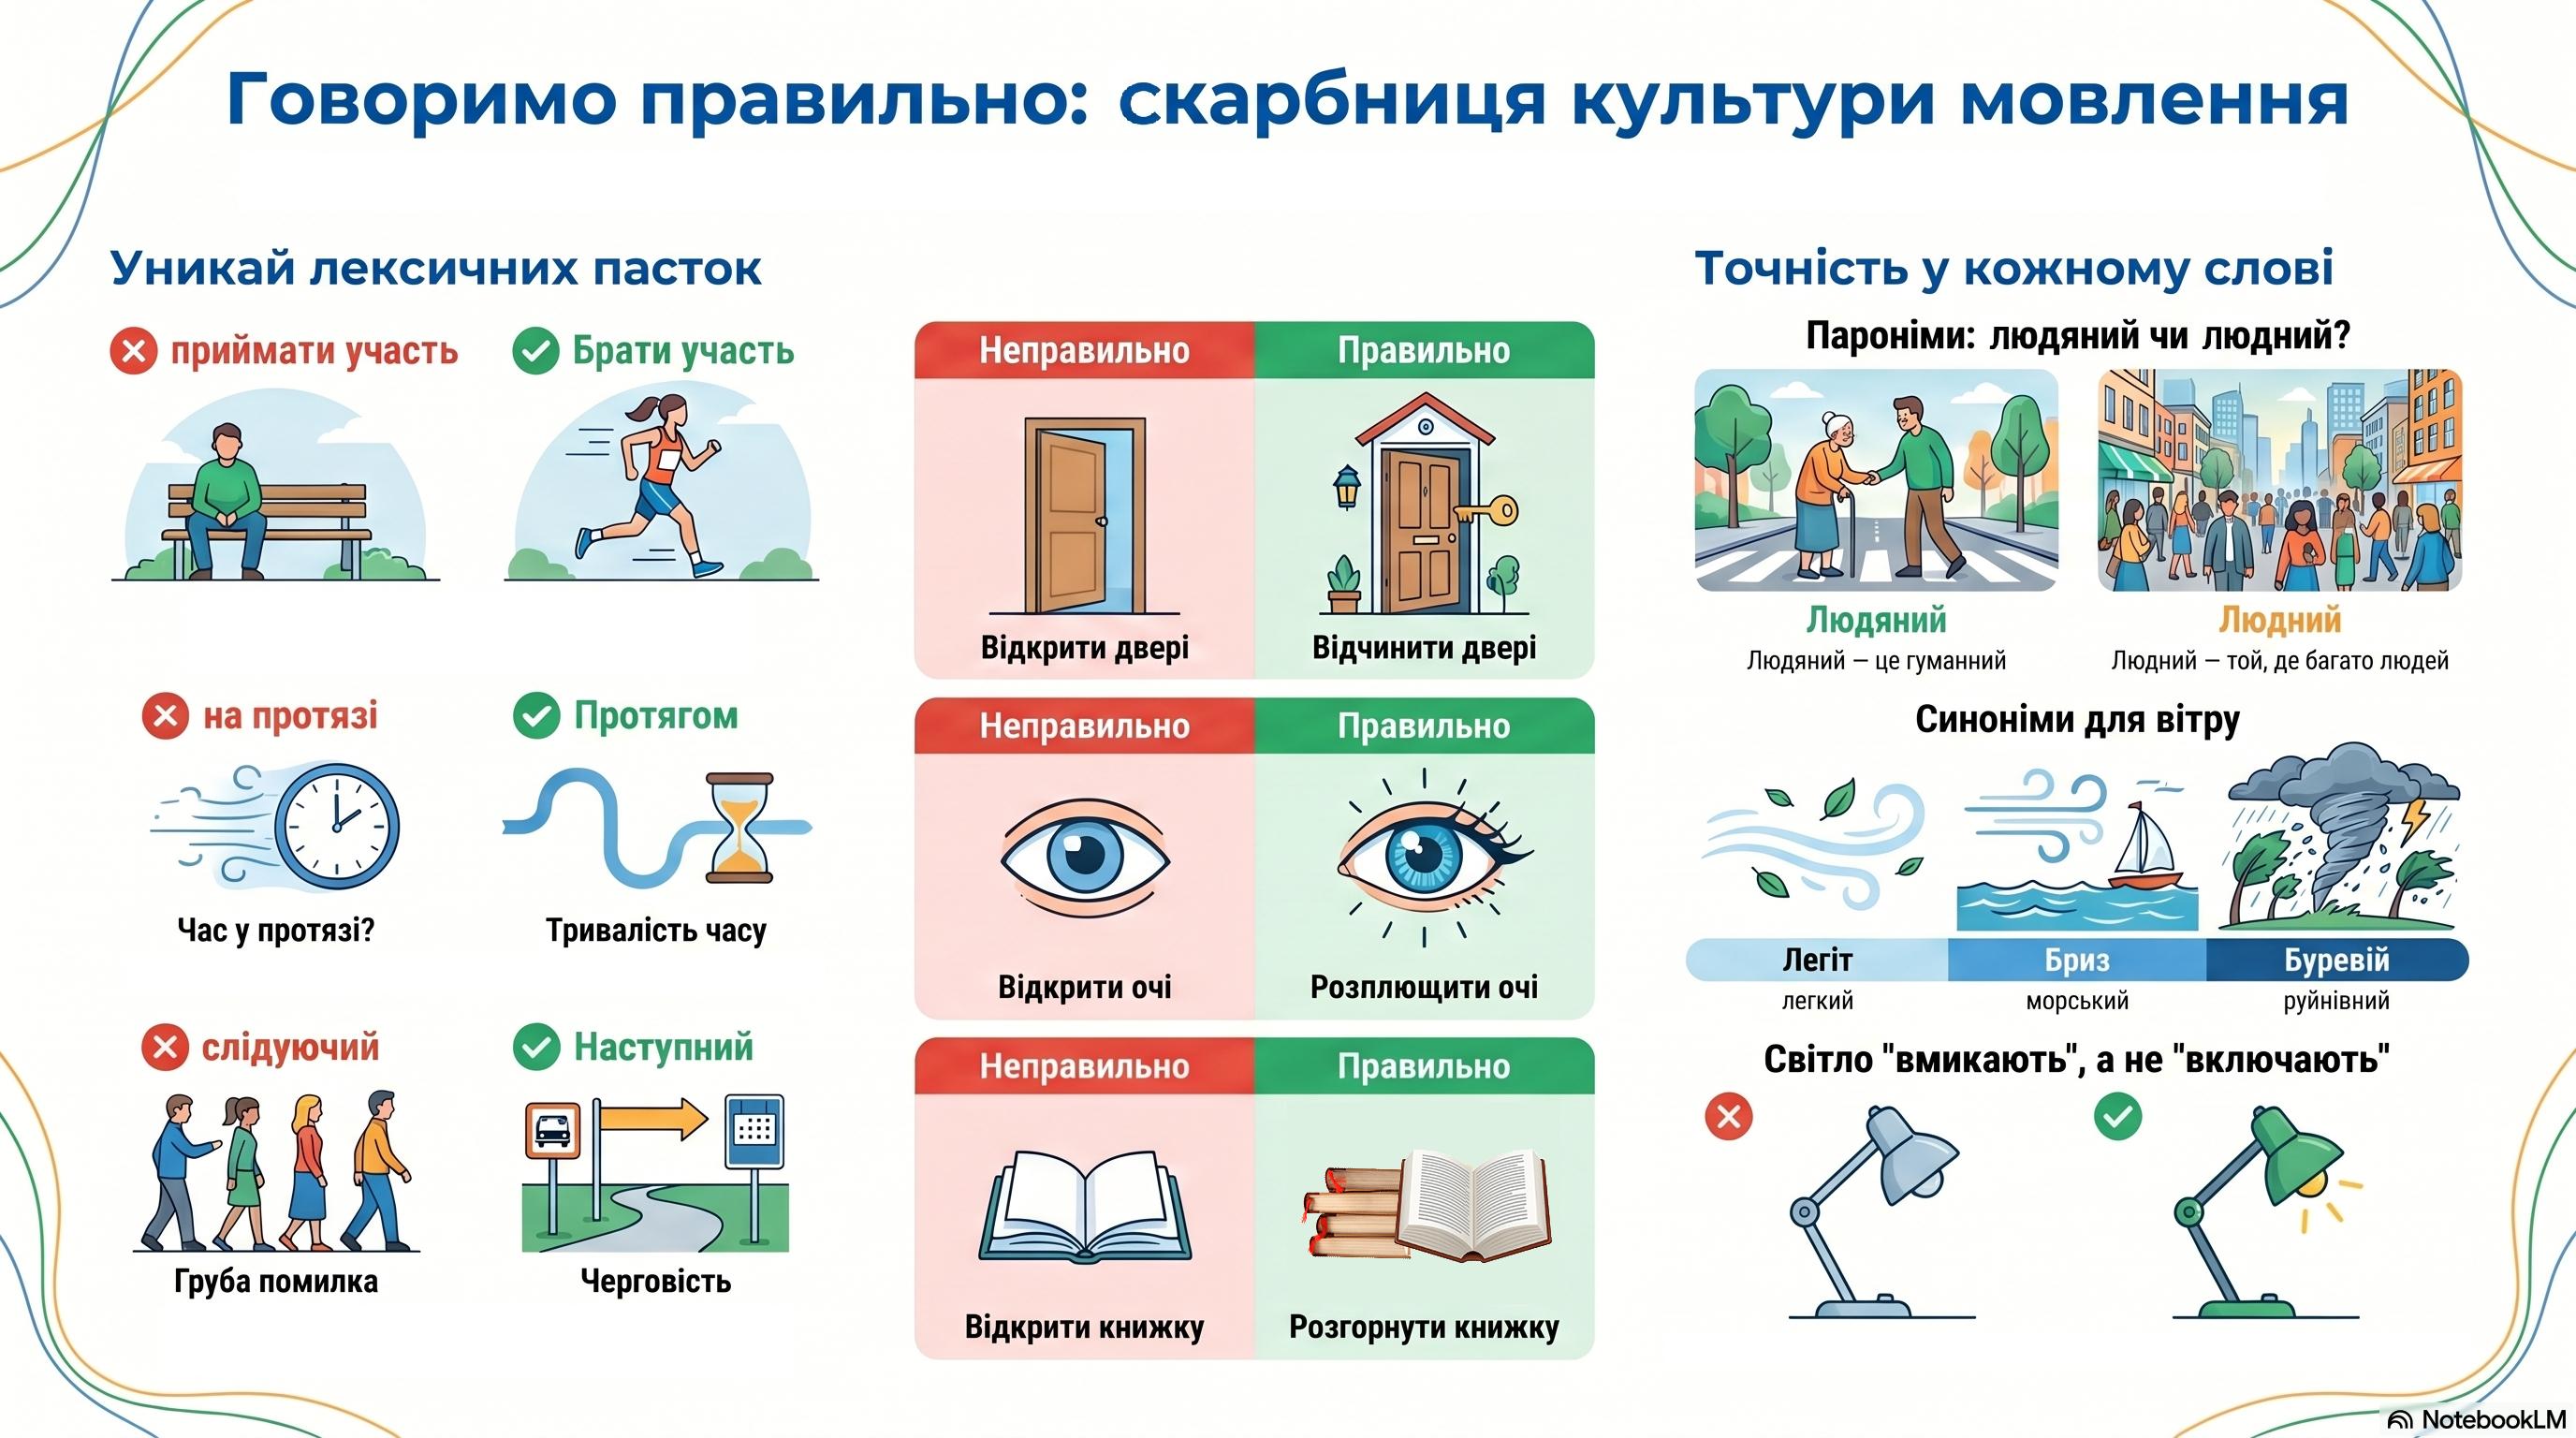 Говоримо правильно: скарбниця культури мовлення
Уникай лексичних пасток
приймати участь
Брати участь
на протязі
Протягом
Час у протязі?
Тривалість часу
слідуючий
Наступний
Груба помилка
Черговість
Неправильно
Правильно
Відкрити двері
Відчинити двері
Неправильно
Правильно
Відкрити очі
Розплющити очі
Неправильно
Правильно
Відкрити книжку
Розгорнути книжку
Точність у кожному слові
Пароніми: людяний чи людний?
Людяний
Людний
Людяний — це гуманний
Людний — той, де багато людей
Синоніми для вітру
Легіт
Бриз
Буревій
легкий
морський
руйнівний
Світло "вмикають", а не "включають"
NotebookLM